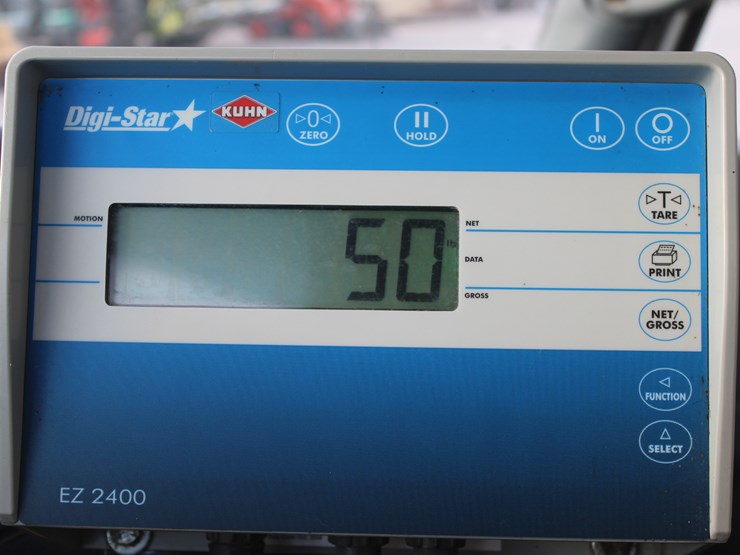 Digi-Star
KUHN
0
ZERO
HOLD
ON
OFF
MOTION
50
lb
NET
DATA
GROSS
T
TARE
PRINT
NET/
GROSS
FUNCTION
SELECT
EZ 2400